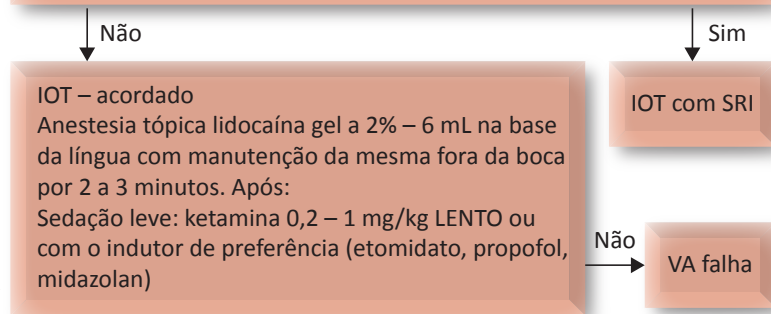 Não
Sim
IOT – acordado
Anestesia tópica lidocaína gel a 2% – 6 mL na base
da língua com manutenção da mesma fora da boca
por 2 a 3 minutos. Após:
Sedação leve: ketamina 0,2 – 1 mg/kg LENTO ou
com o indutor de preferência (etomidato, propofol,
midazolan)
IOT com SRI
Não
VA falha